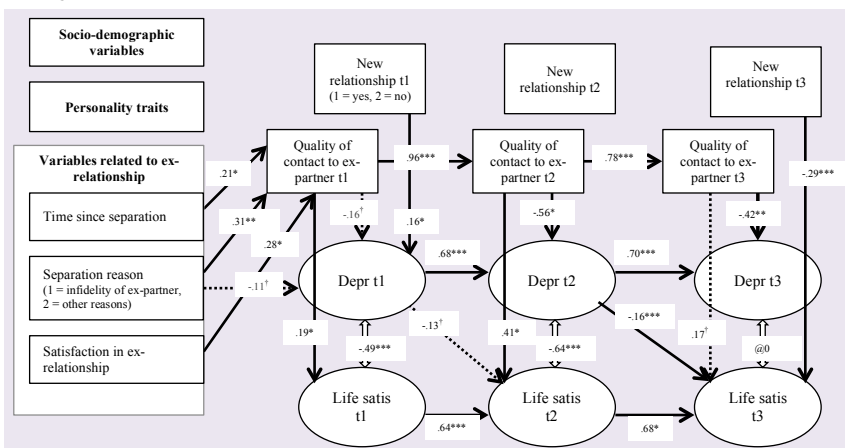 Socio-demographic
variables
Personality traits
Variables related to ex-
relationship
Time since separation
Separation reason
(1 = infidelity of ex-partner,
2 = other reasons)
Satisfaction in ex-
relationship
New
relationship t1
(1 = yes, 2 = no)
New
relationship t2
New
relationship t3
Quality of
contact to ex-
partner t1
Quality of
contact to ex-
partner t2
Quality of
contact to ex-
partner t3
.96***
.78***
.21*
.31**
.28*
-.11†
-.16†
.16*
-.56*
-.42**
-.29***
Depr t1
.68***
Depr t2
.70***
Depr t3
.19*
-.49***
-.13†
.41*
-.64***
-.16***
.17†
@0
Life satis
t1
.64***
Life satis
t2
.68*
Life satis
t3